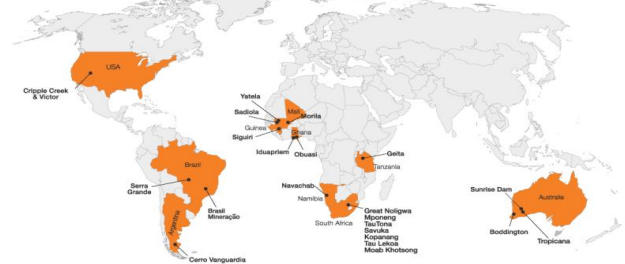 USA
Cripple Creek
& Victor
Yatela
Sadiola
Mali
Morila
Guinea
Ghana
Siguiri
Iduapriem
Obuasi
Geita
Tanzania
Brazil
Serra
Grande
Brasil
Mineração
Argentina
Cerro Vanguardia
Navachab
Namibia
South Africa
Great Noligwa
Mponeng
TauTona
Savuka
Kopanang
Tau Lekoa
Moab Khotsong
Sunrise Dam
Australia
Boddington
Tropicana